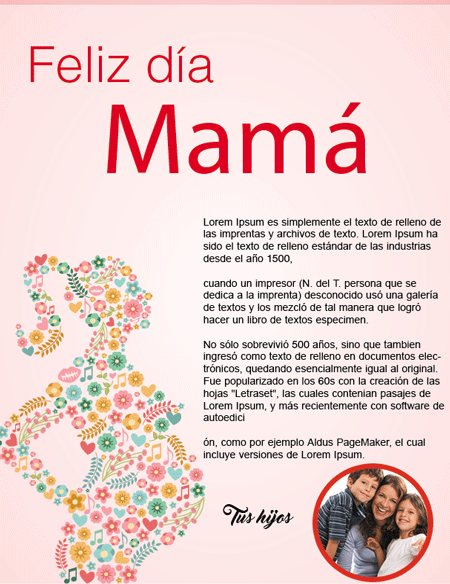 Feliz día
Mamá
Lorem Ipsum es simplemente el texto de relleno de
las imprentas y archivos de texto. Lorem Ipsum ha
sido el texto de relleno estándar de las industrias
desde el año 1500,
cuando un impresor (N. del T. persona que se
dedica a la imprenta) desconocido usó una galería
de textos y los mezcló de tal manera que logró
hacer un libro de textos especimen.
No sólo sobrevivió 500 años, sino que tambien
ingresó como texto de relleno en documentos elec-
trónicos, quedando esencialmente igual al original.
Fue popularizado en los 60s con la creación de las
hojas "Letraset", las cuales contenian pasajes de
Lorem Ipsum, y más recientemente con software de
autoedici
ón, como por ejemplo Aldus PageMaker, el cual
incluye versiones de Lorem Ipsum.
Tus hijos